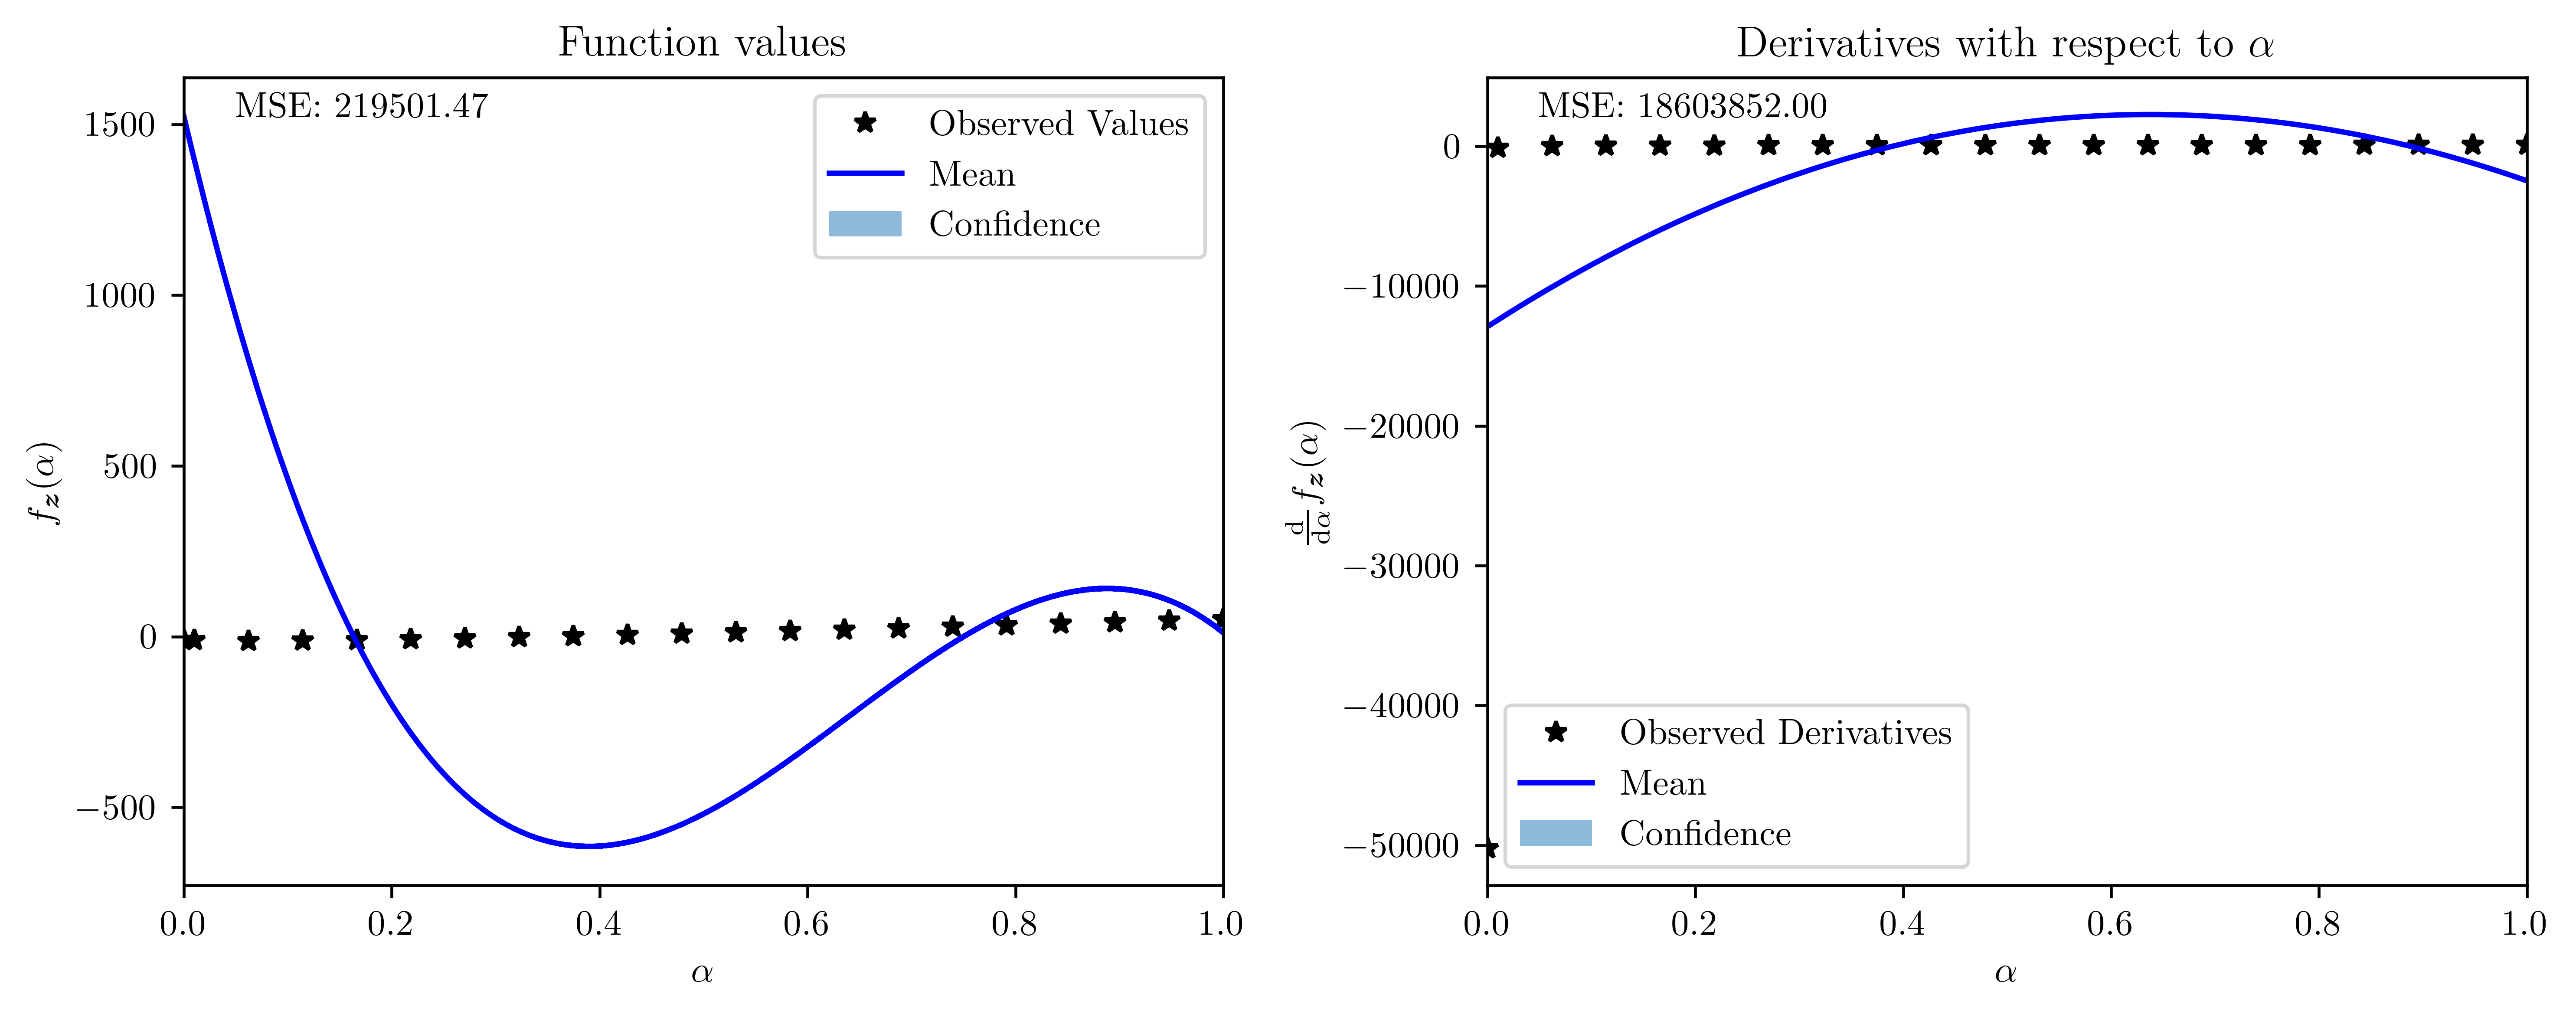 Function values
MSE: 219501.47
Observed Values
Mean
Confidence
1500
1000
500
0
−500
f_z(α)
0.0 0.2 0.4 0.6 0.8 1.0
α
Derivatives with respect to α
MSE: 18603852.00
0
−10000
−20000
−30000
−40000
−50000
d/dα f_z(α)
Observed Derivatives
Mean
Confidence
0.0 0.2 0.4 0.6 0.8 1.0
α